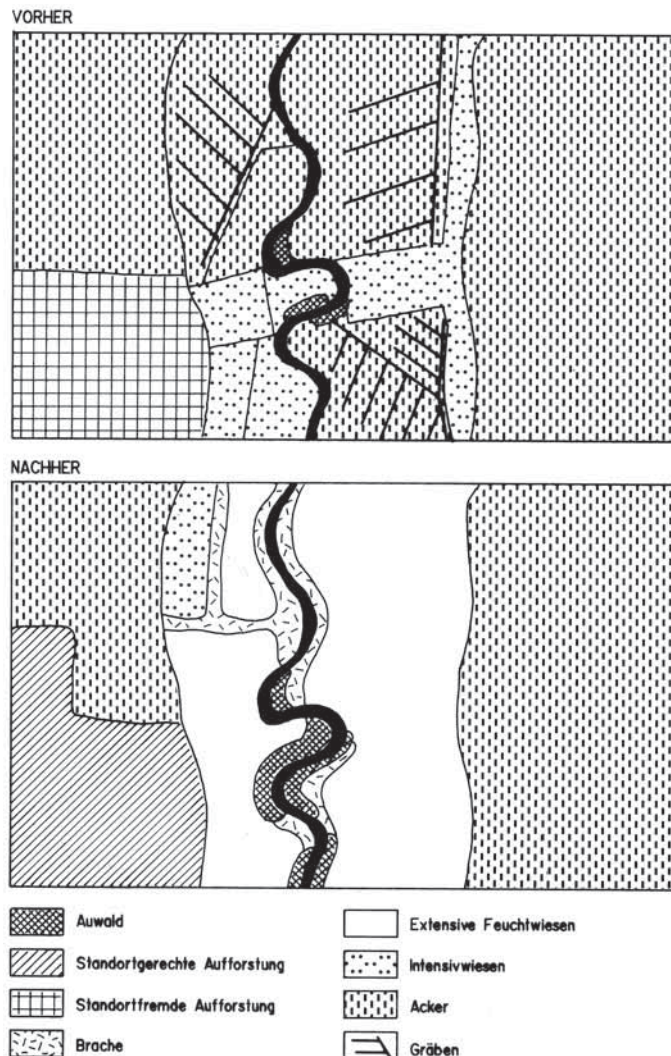 VORHER
NACHHER
Auwald
Standortgerechte Aufforstung
Standortfremde Aufforstung
Brache
Extensive Feuchtwiesen
Intensivwiesen
Acker
Gräben